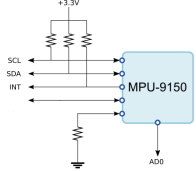 +3.3V
SCL
SDA
INT
MPU-9150
AD0